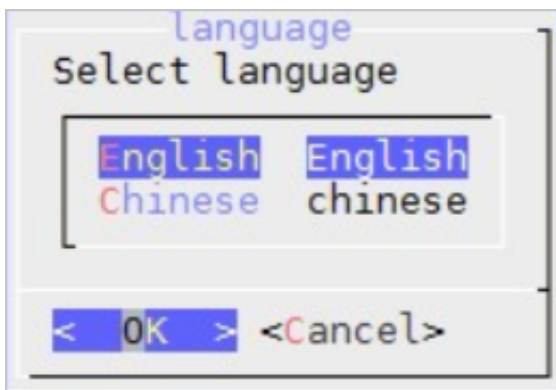 language
Select language
English English
Chinese chinese
< OK > <Cancel>